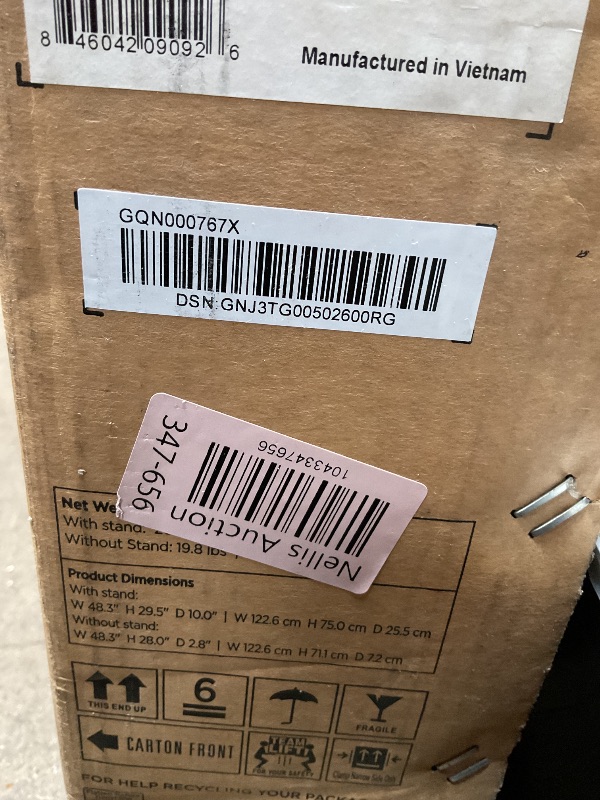 8 46042 09092 6
Manufactured in Vietnam
GQN000767X
DSN:GNJ3TG00502600RG
347-656
1043347656
Nellis Auction
Net We
With stand:
Without Stand: 19.8 lbs
Product Dimensions
With stand:
W 48.3" H 29.5" D 10.0" | W 122.6 cm H 75.0 cm D 25.5 cm
Without stand:
W 48.3" H 28.0" D 2.8" | W 122.6 cm H 71.1 cm D 7.2 cm
THIS END UP
6
FRAGILE
CARTON FRONT
TEAM LIFT!
FOR YOUR SAFETY
Clamp Narrow Side Only
FOR HELP RECYCLING YOUR PACKA